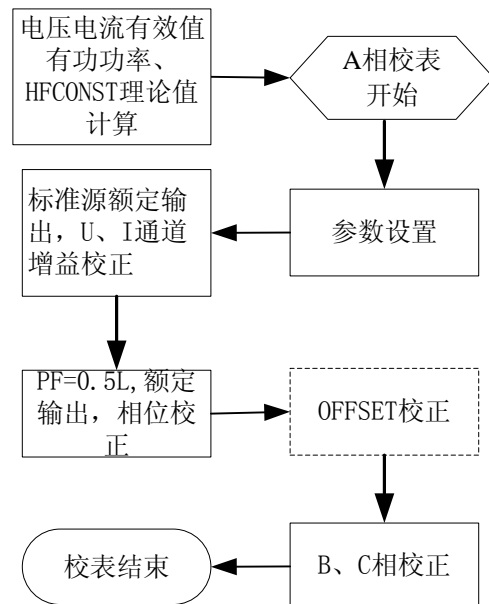 电压电流有效值
有功功率、
HFCONST理论值
计算
A相校表
开始
参数设置
标准源额定输
出，U、I通道
增益校正
PF=0.5L,额定
输出，相位校
正
OFFSET校正
B、C相校正
校表结束